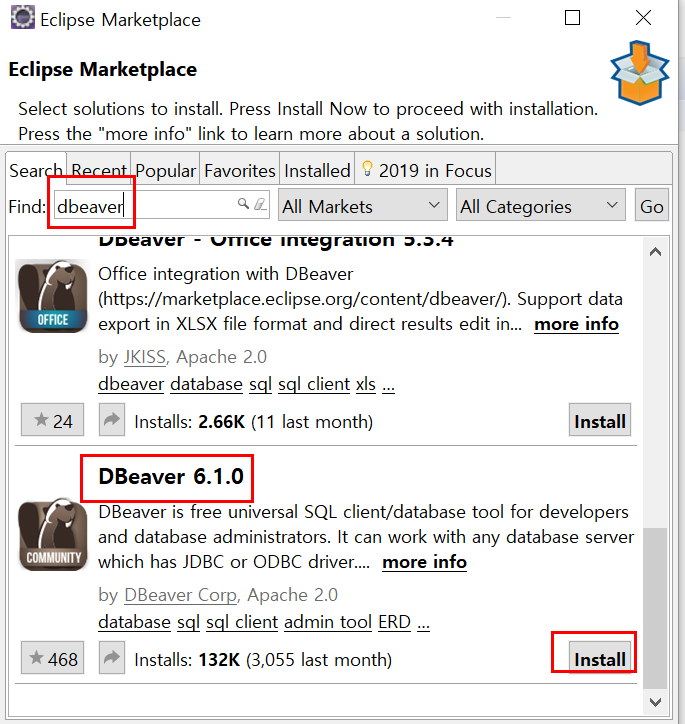 Eclipse Marketplace
Eclipse Marketplace
Select solutions to install. Press Install Now to proceed with installation.
Press the "more info" link to learn more about a solution.
Search Recent Popular Favorites Installed 2019 in Focus
Find: dbeaver All Markets All Categories Go
DBeaver - Office Integration 5.3.4
Office integration with DBeaver
(https://marketplace.eclipse.org/content/dbeaver/). Support data
export in XLSX file format and direct results edit in... more info
OFFICE
by JKISS, Apache 2.0
dbeaver database sql sql client xls ...
24 Installs: 2.66K (11 last month) Install
DBeaver 6.1.0
DBeaver is free universal SQL client/database tool for developers
and database administrators. It can work with any database server
which has JDBC or ODBC driver.... more info
COMMUNITY
by DBeaver Corp, Apache 2.0
database sql sql client admin tool ERD ...
468 Installs: 132K (3,055 last month) Install